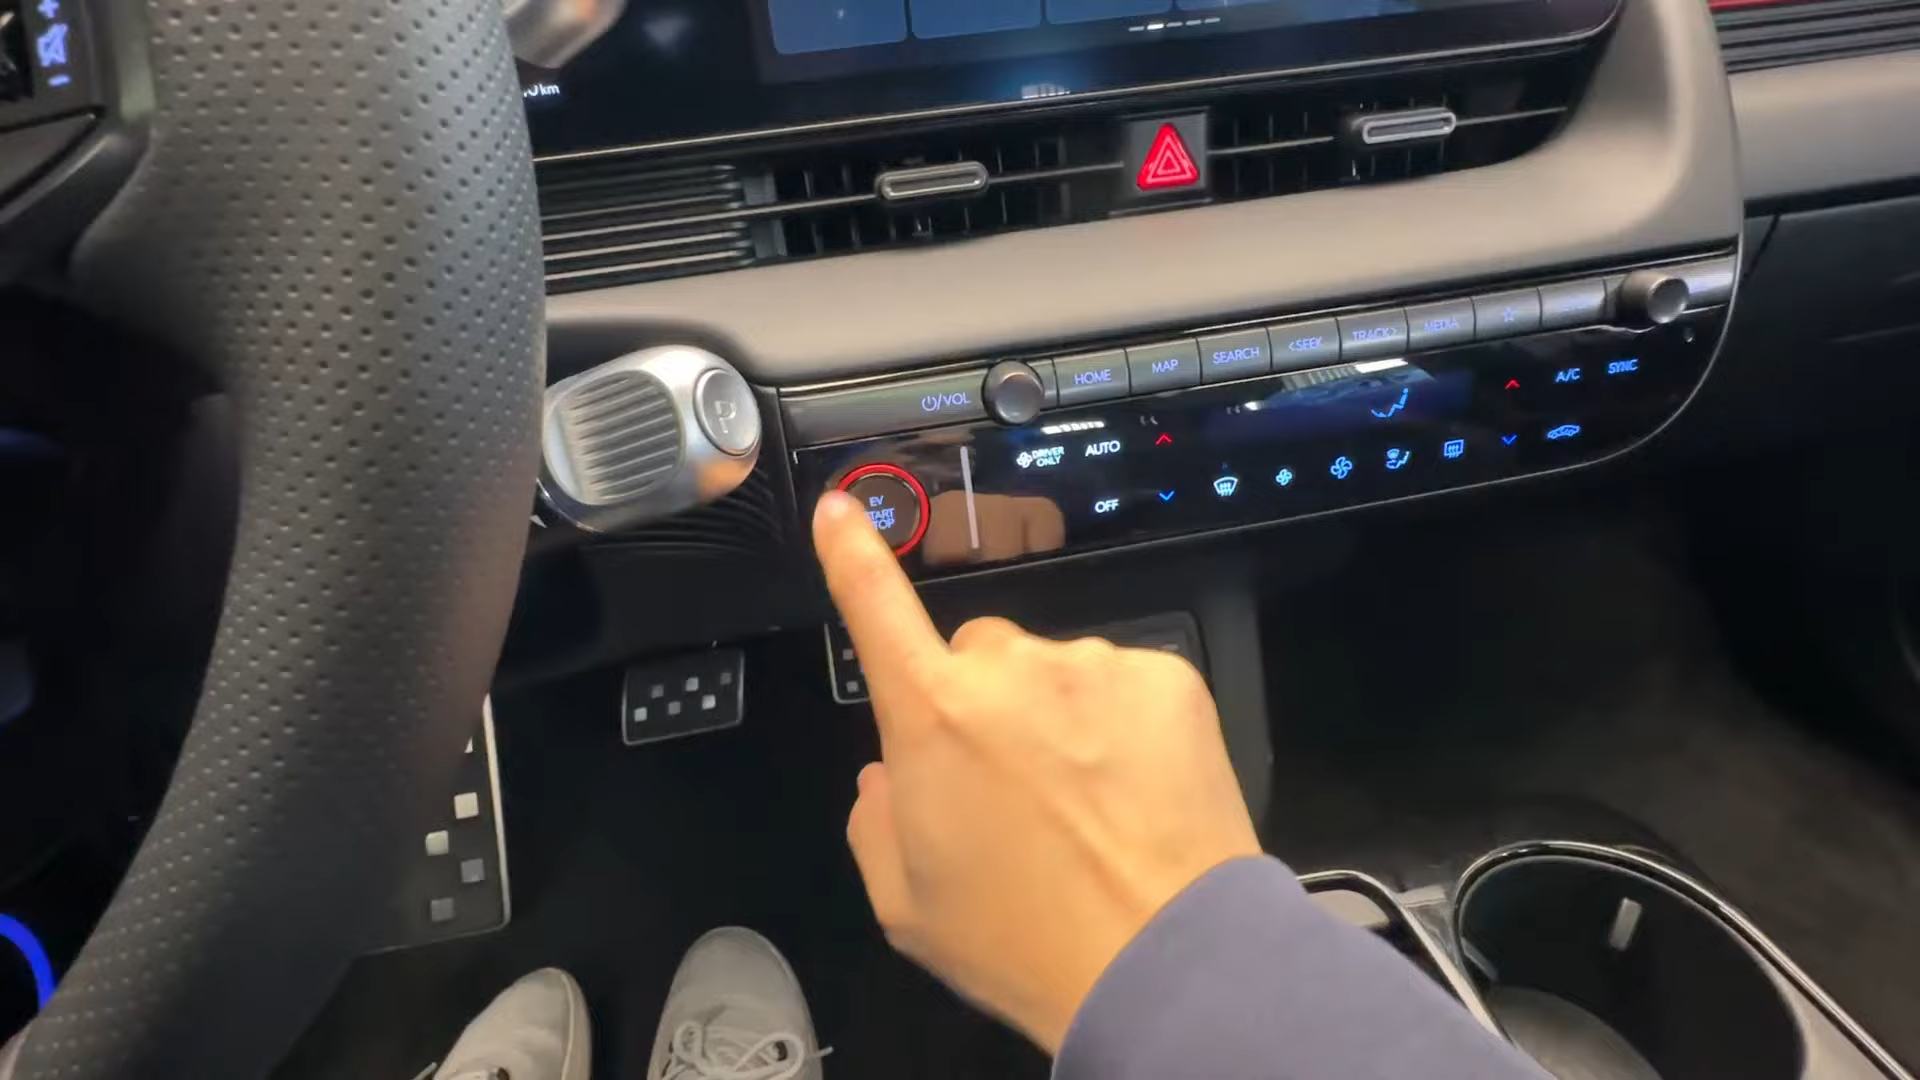 km
P
⏻/VOL
HOME
MAP
SEARCH
<SEEK
TRACK>
MEDIA
☆
EV
START
STOP
DRIVER
ONLY
AUTO
OFF
A/C
SYNC